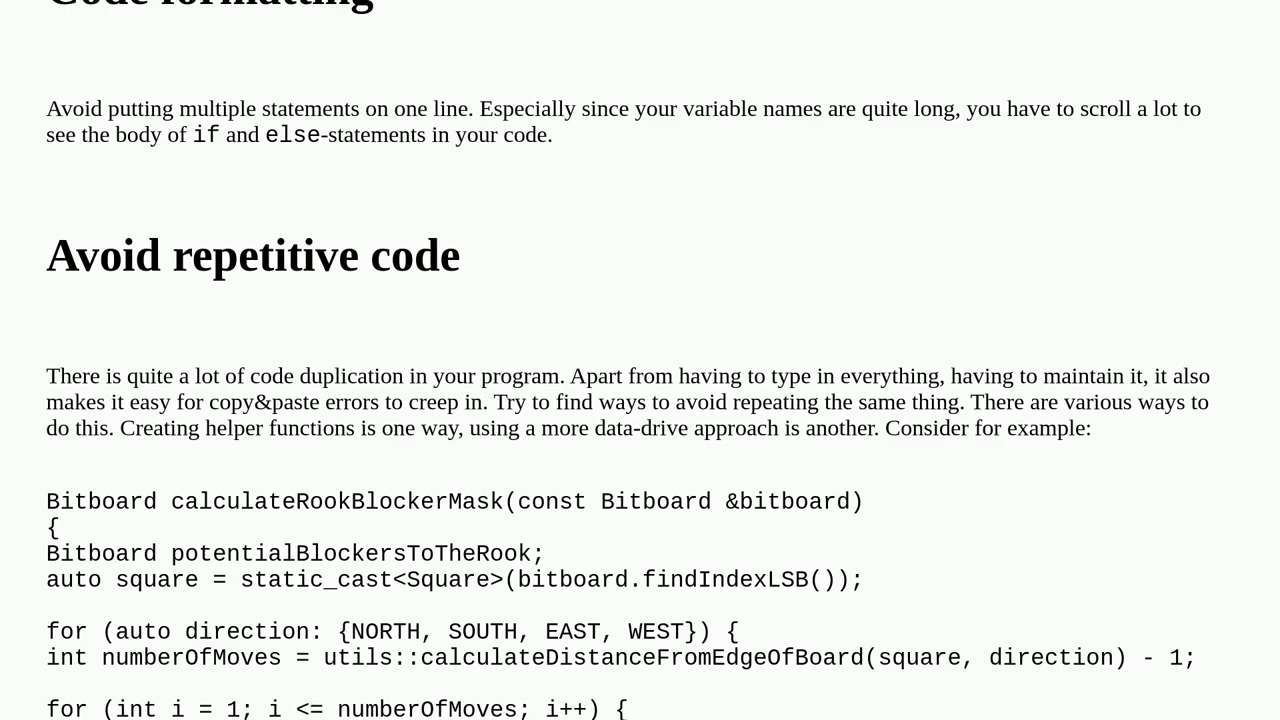 Code formatting
Avoid putting multiple statements on one line. Especially since your variable names are quite long, you have to scroll a lot to
see the body of if and else-statements in your code.
Avoid repetitive code
There is quite a lot of code duplication in your program. Apart from having to type in everything, having to maintain it, it also
makes it easy for copy&paste errors to creep in. Try to find ways to avoid repeating the same thing. There are various ways to
do this. Creating helper functions is one way, using a more data-drive approach is another. Consider for example:
Bitboard calculateRookBlockerMask(const Bitboard &bitboard)
{
Bitboard potentialBlockersToTheRook;
auto square = static_cast<Square>(bitboard.findIndexLSB());
for (auto direction: {NORTH, SOUTH, EAST, WEST}) {
int numberOfMoves = utils::calculateDistanceFromEdgeOfBoard(square, direction) - 1;
for (int i = 1; i <= numberOfMoves; i++) {